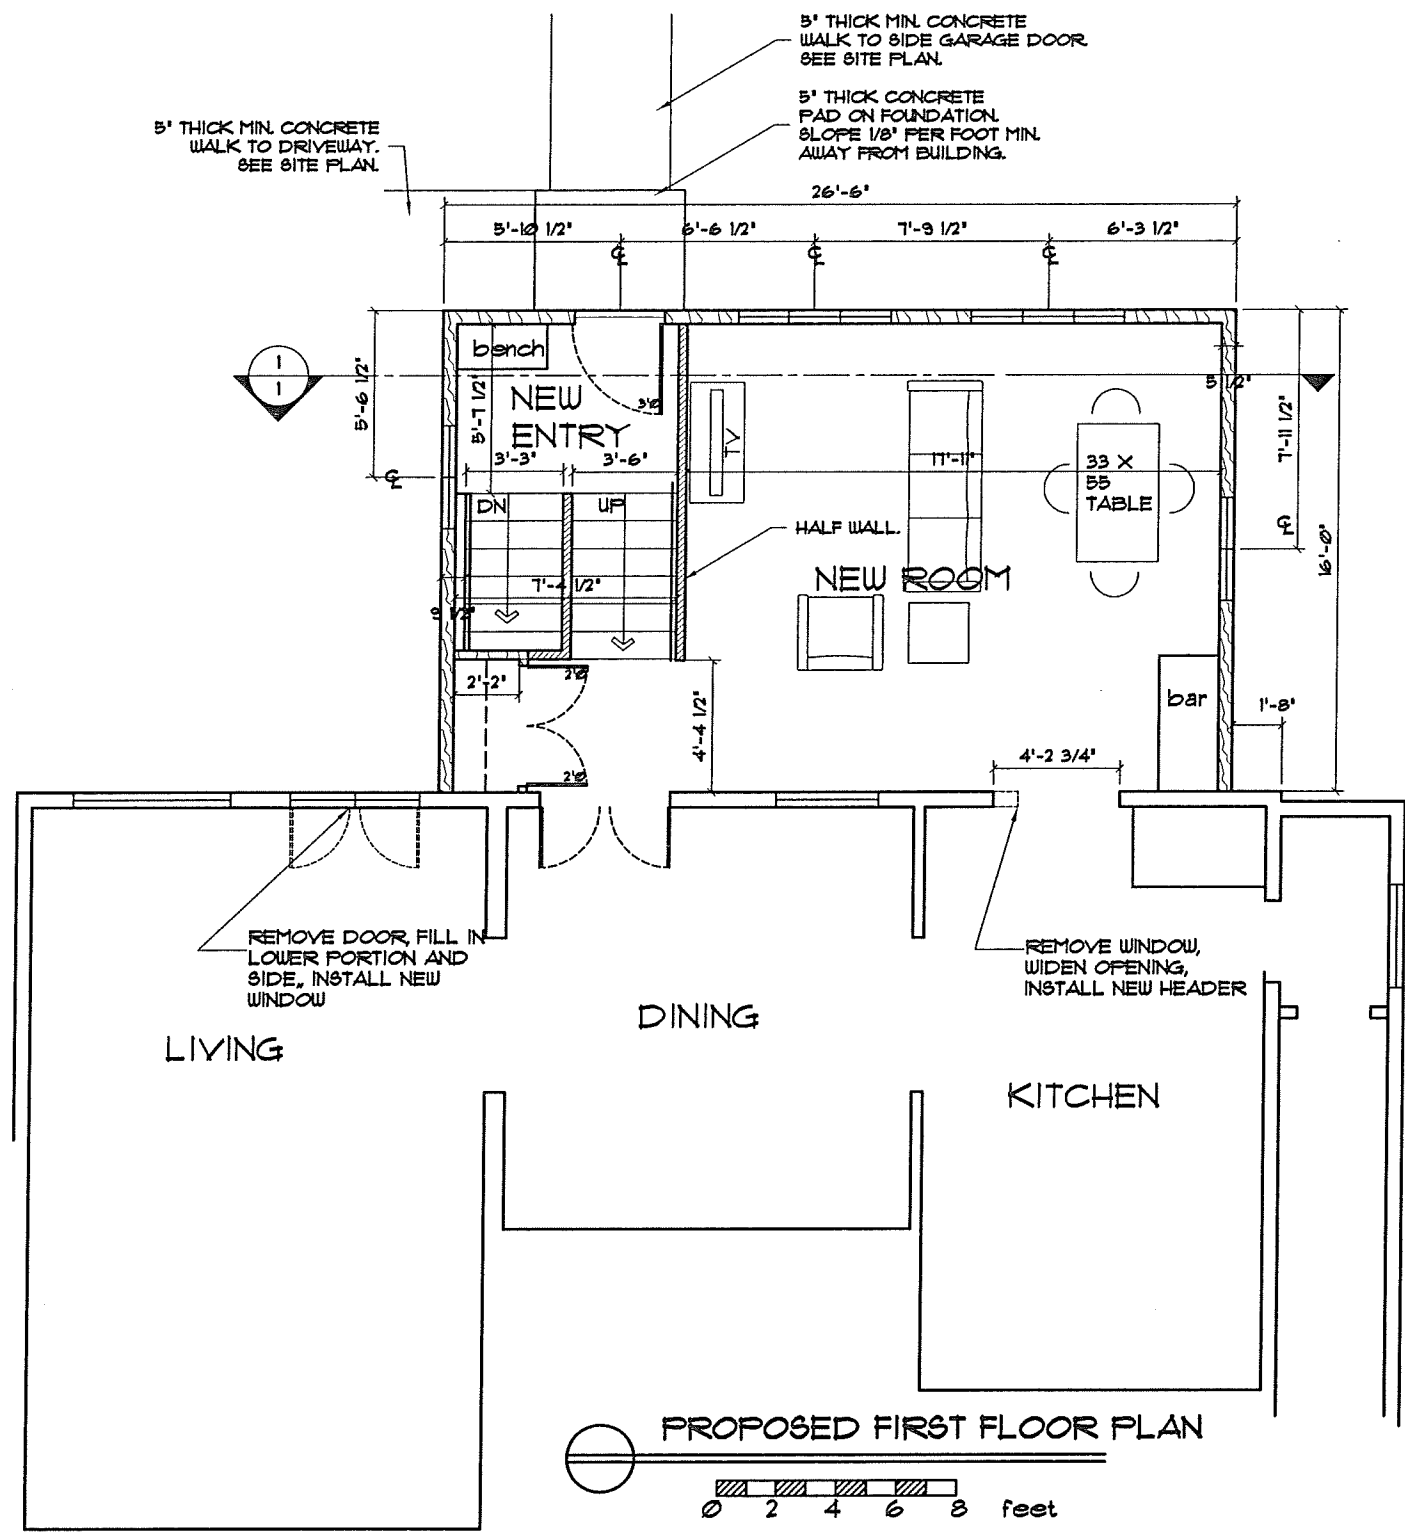 5" THICK MIN. CONCRETE
WALK TO SIDE GARAGE DOOR.
SEE SITE PLAN.
5" THICK CONCRETE
PAD ON FOUNDATION.
SLOPE 1/8" PER FOOT MIN.
AWAY FROM BUILDING.
5" THICK MIN. CONCRETE
WALK TO DRIVEWAY.
SEE SITE PLAN.
26'-6"
5'-10 1/2"
6'-6 1/2"
7'-9 1/2"
6'-3 1/2"
1
1
5'-6 1/2"
bench
5'-7 1/2"
NEW
ENTRY
3'0
3'-3"
3'-6"
DN
UP
TV
17'-11"
33 X
55
TABLE
5 1/2"
7'-11 1/2"
16'-0"
HALF WALL.
NEW ROOM
7'-4 1/2"
9 1/2"
2'-2"
2'0
2'0
4'-4 1/2"
bar
1'-8"
4'-2 3/4"
REMOVE DOOR, FILL IN
LOWER PORTION AND
SIDE,, INSTALL NEW
WINDOW
REMOVE WINDOW,
WIDEN OPENING,
INSTALL NEW HEADER
LIVING
DINING
KITCHEN
PROPOSED FIRST FLOOR PLAN
0 2 4 6 8 feet